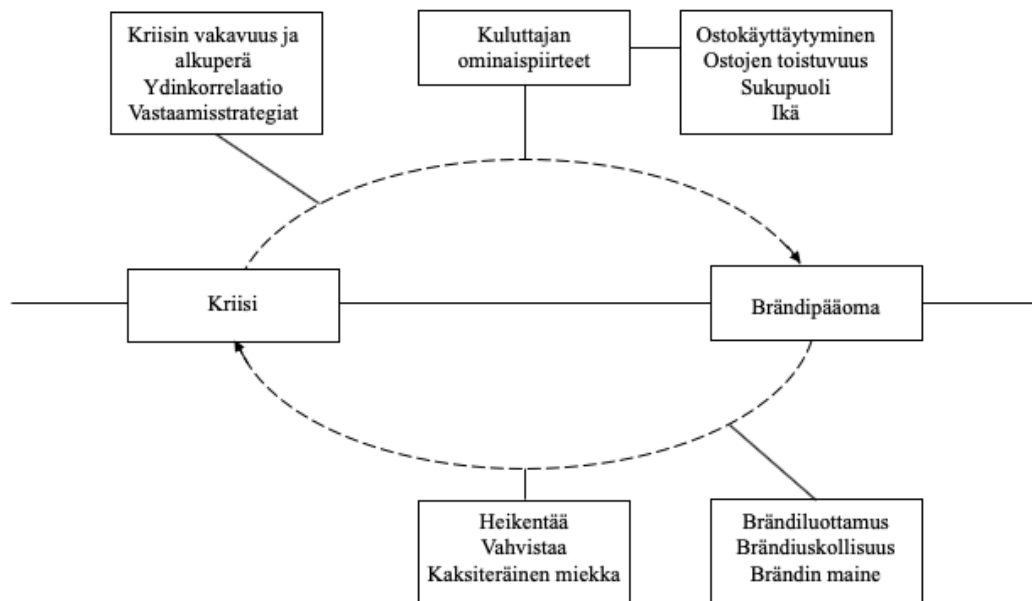 Kriisin vakavuus ja
alkuperä
Ydinkorrelaatio
Vastaamisstrategiat
Kuluttajan
ominaispiirteet
Ostokäyttäytyminen
Ostojen toistuvuus
Sukupuoli
Ikä
Kriisi
Brändipääoma
Heikentää
Vahvistaa
Kaksiteräinen miekka
Brändiluottamus
Brändiuskollisuus
Brändin maine